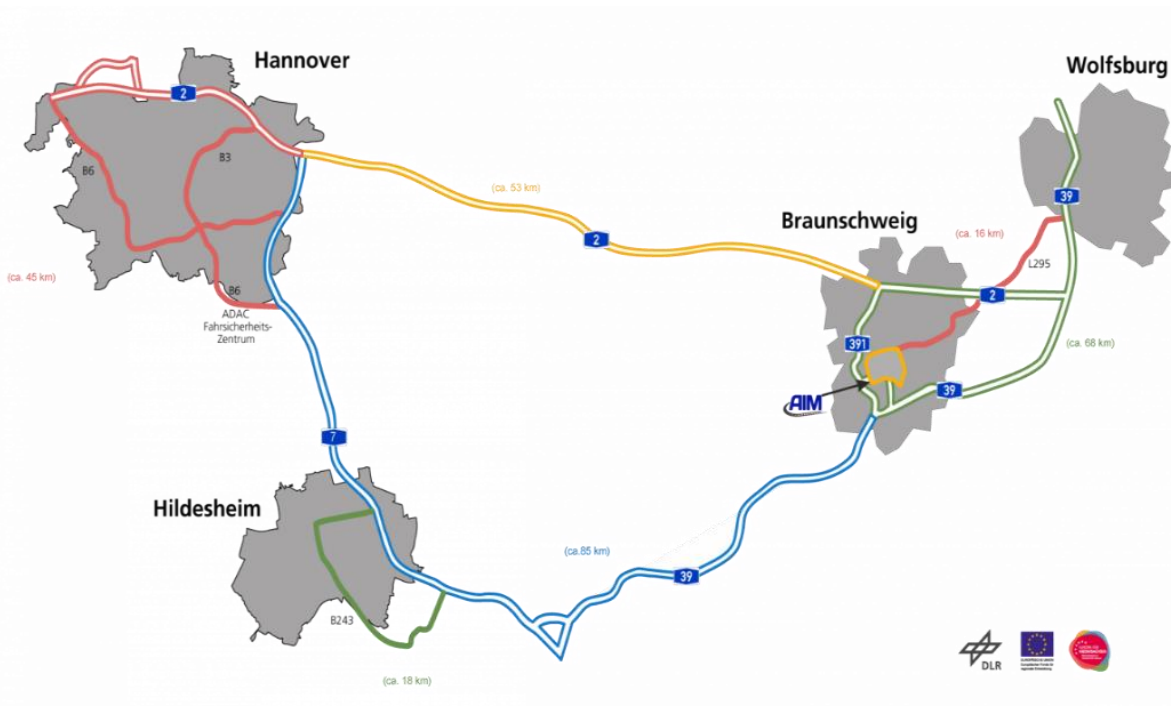 Hannover
Wolfsburg
2
B3
B6
(ca. 53 km)
39
Braunschweig
(ca. 16 km)
2
L295
(ca. 45 km)
B6
2
ADAC
Fahrsicherheits-
Zentrum
391
(ca. 68 km)
39
AIM
7
Hildesheim
(ca.85 km)
39
B243
DLR
(ca. 18 km)